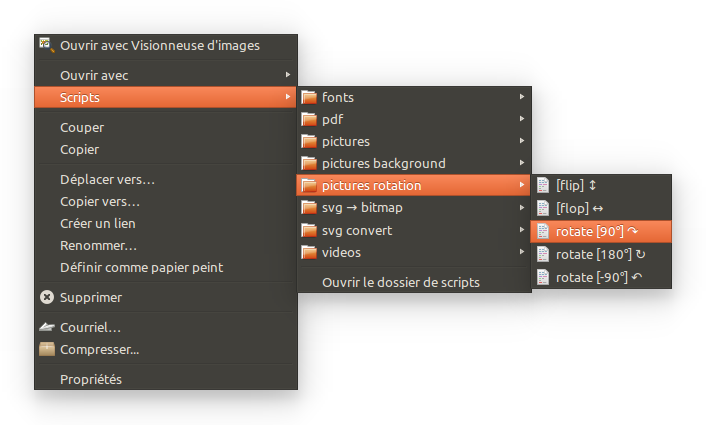 Ouvrir avec Visionneuse d'images
Ouvrir avec
Scripts
Couper
Copier
Déplacer vers…
Copier vers…
Créer un lien
Renommer…
Définir comme papier peint
Supprimer
Courriel…
Compresser...
Propriétés
fonts
pdf
pictures
pictures background
pictures rotation
svg → bitmap
svg convert
videos
Ouvrir le dossier de scripts
[flip] ↕
[flop] ↔
rotate [90°] ↷
rotate [180°] ↻
rotate [-90°] ↶